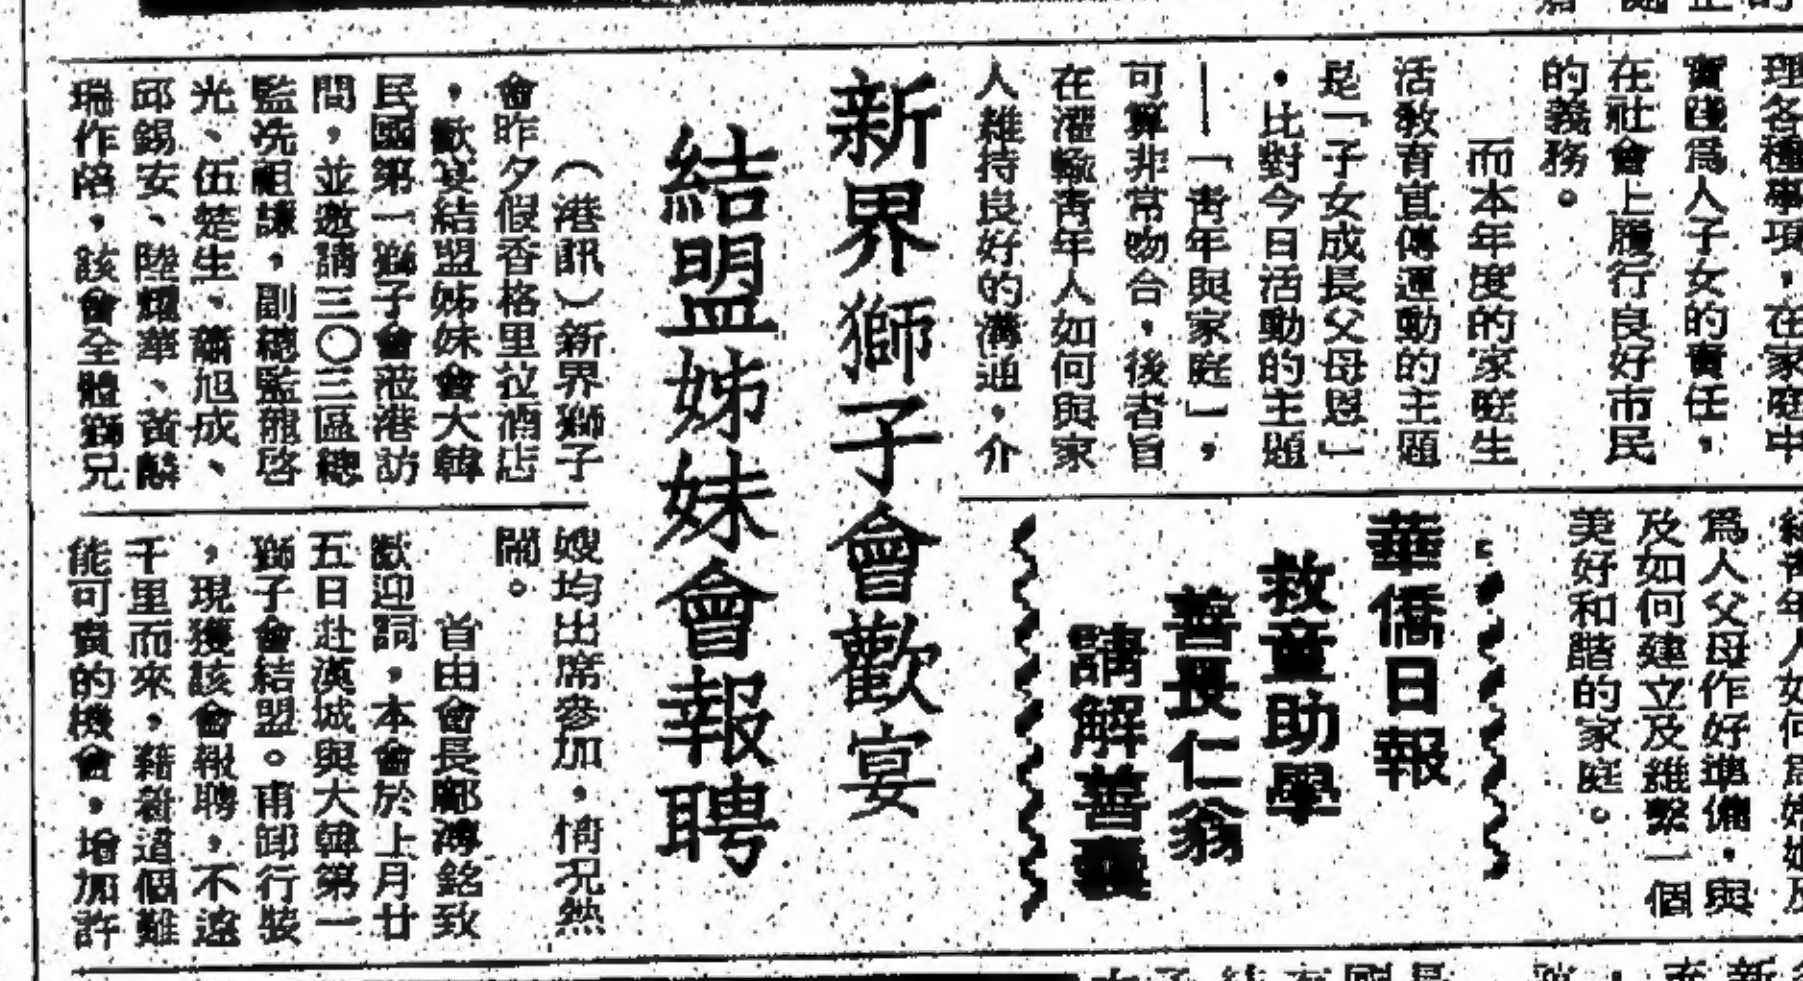 理各種事項，在家庭中
實踐爲人子女的責任，
在社會上履行良好市民
的義務。
而本年度的家庭生
活敎育宣傳運動的主題
是「子女成長父母恩」
，比對今日活動的主題
——「靑年與家庭」，
可算非常吻合，後者旨
在灌輸靑年人如何與家
人維持良好的溝通，介
爲人父母作好準備，與
及如何建立及維繫一個
美好和諧的家庭。
華僑日報
救童助學
善長仁翁
請解善囊
新界獅子會歡宴
結盟姊妹會報聘
（港訊）新界獅子
會昨夕假香格里拉酒店
，歡宴結盟姊妹會大韓
民國第一獅子會蒞港訪
間，並邀請三〇三區總
監冼祖謙，副總監龍啓
光、伍楚生、蕭旭成、
邱錫安、陸耀華、黃麟
瑞作陪，該會全體獅兄
嫂均出席參加，情況熱
鬧。
首由會長鄺溥銘致
歡迎詞，本會於上月廿
五日赴漢城與大韓第一
獅子會結盟。甫卸行裝
，現獲該會報聘，不遠
千里而來，藉着這個難
能可貴的機會，增加許